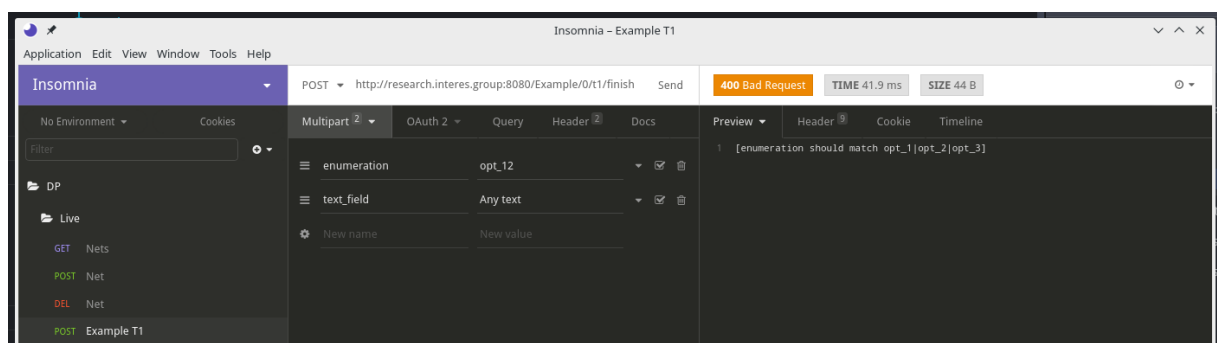 Insomnia – Example T1
Application Edit View Window Tools Help
Insomnia
POST http://research.interes.group:8080/Example/0/t1/finish Send
400 Bad Request TIME 41.9 ms SIZE 44 B
No Environment Cookies
Multipart 2 OAuth 2 Query Header 2 Docs
Preview Header 9 Cookie Timeline
Filter
1 [enumeration should match opt_1|opt_2|opt_3]
enumeration opt_12
DP
text_field Any text
Live
New name New value
GET Nets
POST Net
DEL Net
POST Example T1